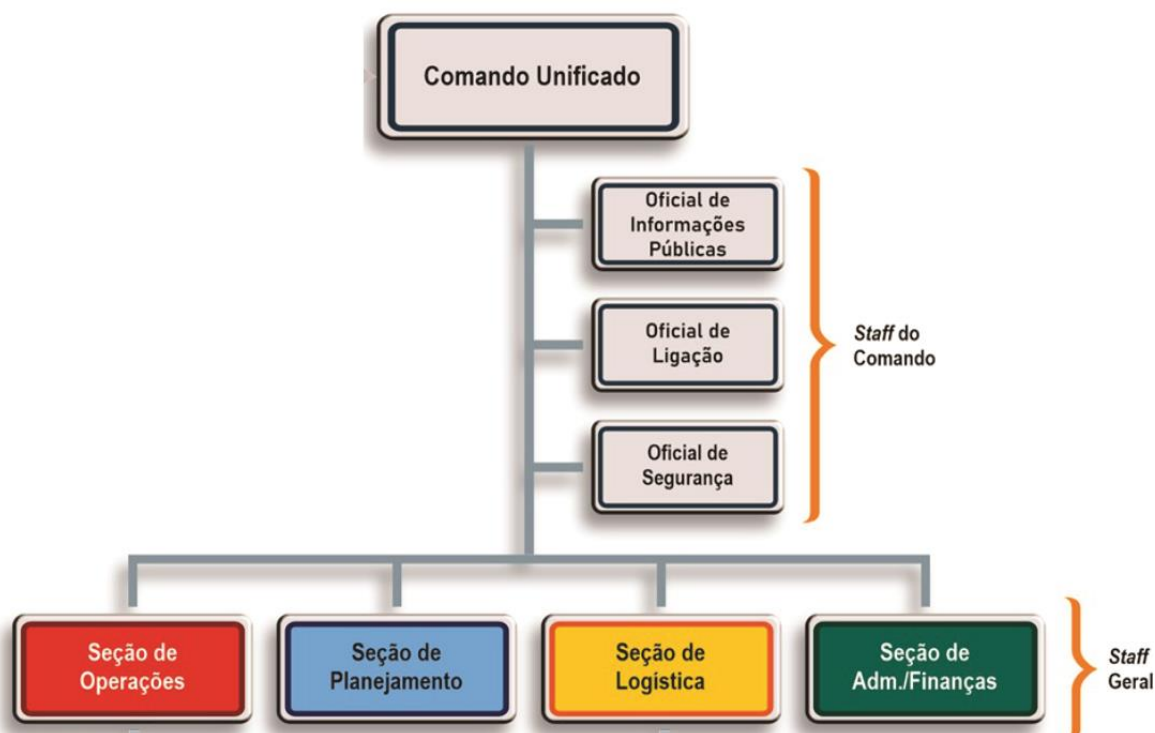 Comando Unificado
Oficial de
Informações
Públicas
Oficial de
Ligação
Staff do
Comando
Oficial de
Segurança
Seção de
Operações
Seção de
Planejamento
Seção de
Logística
Seção de
Adm./Finanças
Staff
Geral